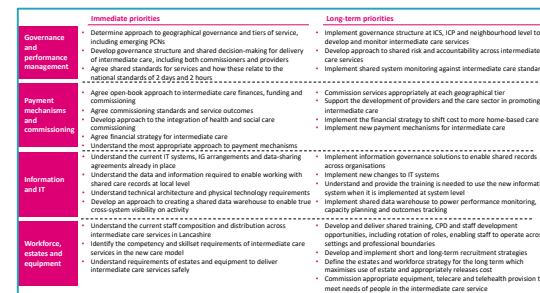 Immediate priorities
Long-term priorities
Governance
and
performance
management
• Determine approach to geographical governance and tiers of service,
including emerging PCNs
• Develop governance structure and shared decision-making for delivery
of intermediate care, including both commissioners and providers
• Agree shared standards for services and how these relate to the
national standards of 2 days and 2 hours
• Implement governance structure at ICS, ICP and neighbourhood level to
develop and monitor intermediate care services
• Develop approach to shared risk and accountability across intermediate
care services
• Implement shared system monitoring against intermediate care standar
Payment
mechanisms
and
commissioning
• Agree open-book approach to intermediate care finances, funding and
commissioning
• Agree commissioning standards and service outcomes
• Develop approach to the integration of health and social care
commissioning
• Agree financial strategy for intermediate care
• Understand the most appropriate approach to payment mechanisms
• Commission services appropriately at each geographical tier
• Support the development of providers and the care sector in promoting
intermediate care
• Implement the financial strategy to shift cost to more home-based care
• Implement new payment mechanisms for intermediate care
Information
and IT
• Understand the current IT systems, IG arrangements and data-sharing
agreements already in place
• Understand the data and information required to enable working with
shared care records at local level
• Understand technical architecture and physical technology requirements
• Develop an approach to creating a shared data warehouse to enable true
cross-system visibility on activity
• Implement information governance solutions to enable shared records
across organisations
• Implement new changes to IT systems
• Understand and provide the training is needed to use the new informati
system when it is implemented at system level
• Implement shared data warehouse to power performance monitoring,
capacity planning and outcomes tracking
Workforce,
estates and
equipment
• Understand the current staff composition and distribution across
intermediate care services in Lancashire
• Identify the competency and skillset requirements of intermediate care
services in the new care model
• Understand requirements of estates and equipment to deliver
intermediate care services safely
• Develop and deliver shared training, CPD and staff development
opportunities, including rotation of roles, enabling staff to operate acros
settings and professional boundaries
• Develop and implement short and long-term recruitment strategies
• Define the estates and workforce strategy for the long term which
maximises use of estate and appropriately releases cost
• Commission appropriate equipment, telecare and telehealth provision t
meet needs of people in the intermediate care service